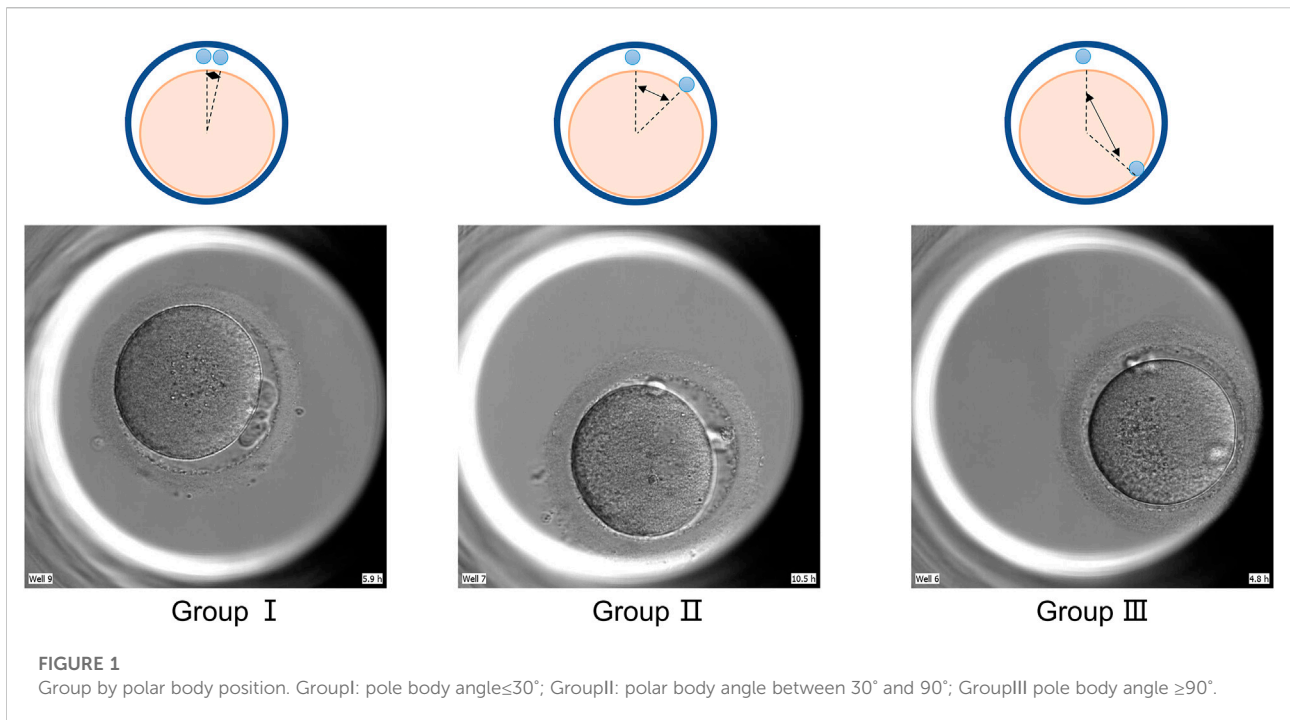 Well 9
5.9 h
Well 7
10.5 h
Well 6
4.8 h
Group Ⅰ
Group Ⅱ
Group Ⅲ
FIGURE 1
Group by polar body position. GroupI: pole body angle≤30°; GroupII: polar body angle between 30° and 90°; GroupIII pole body angle ≥90°.